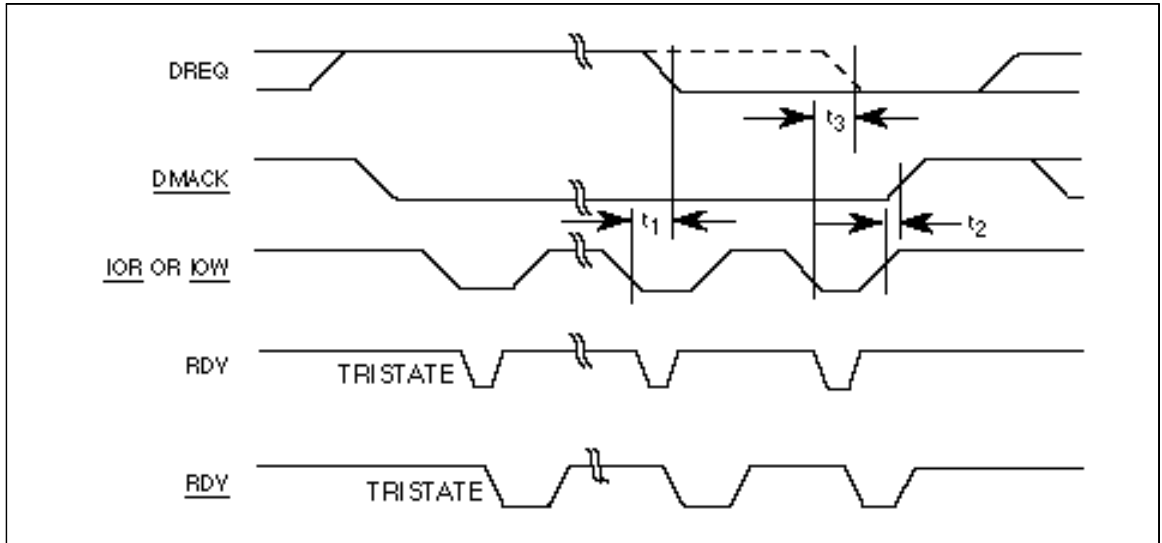 DREQ
t3
DMACK
t1
t2
IOR OR IOW
RDY
TRISTATE
RDY
TRISTATE